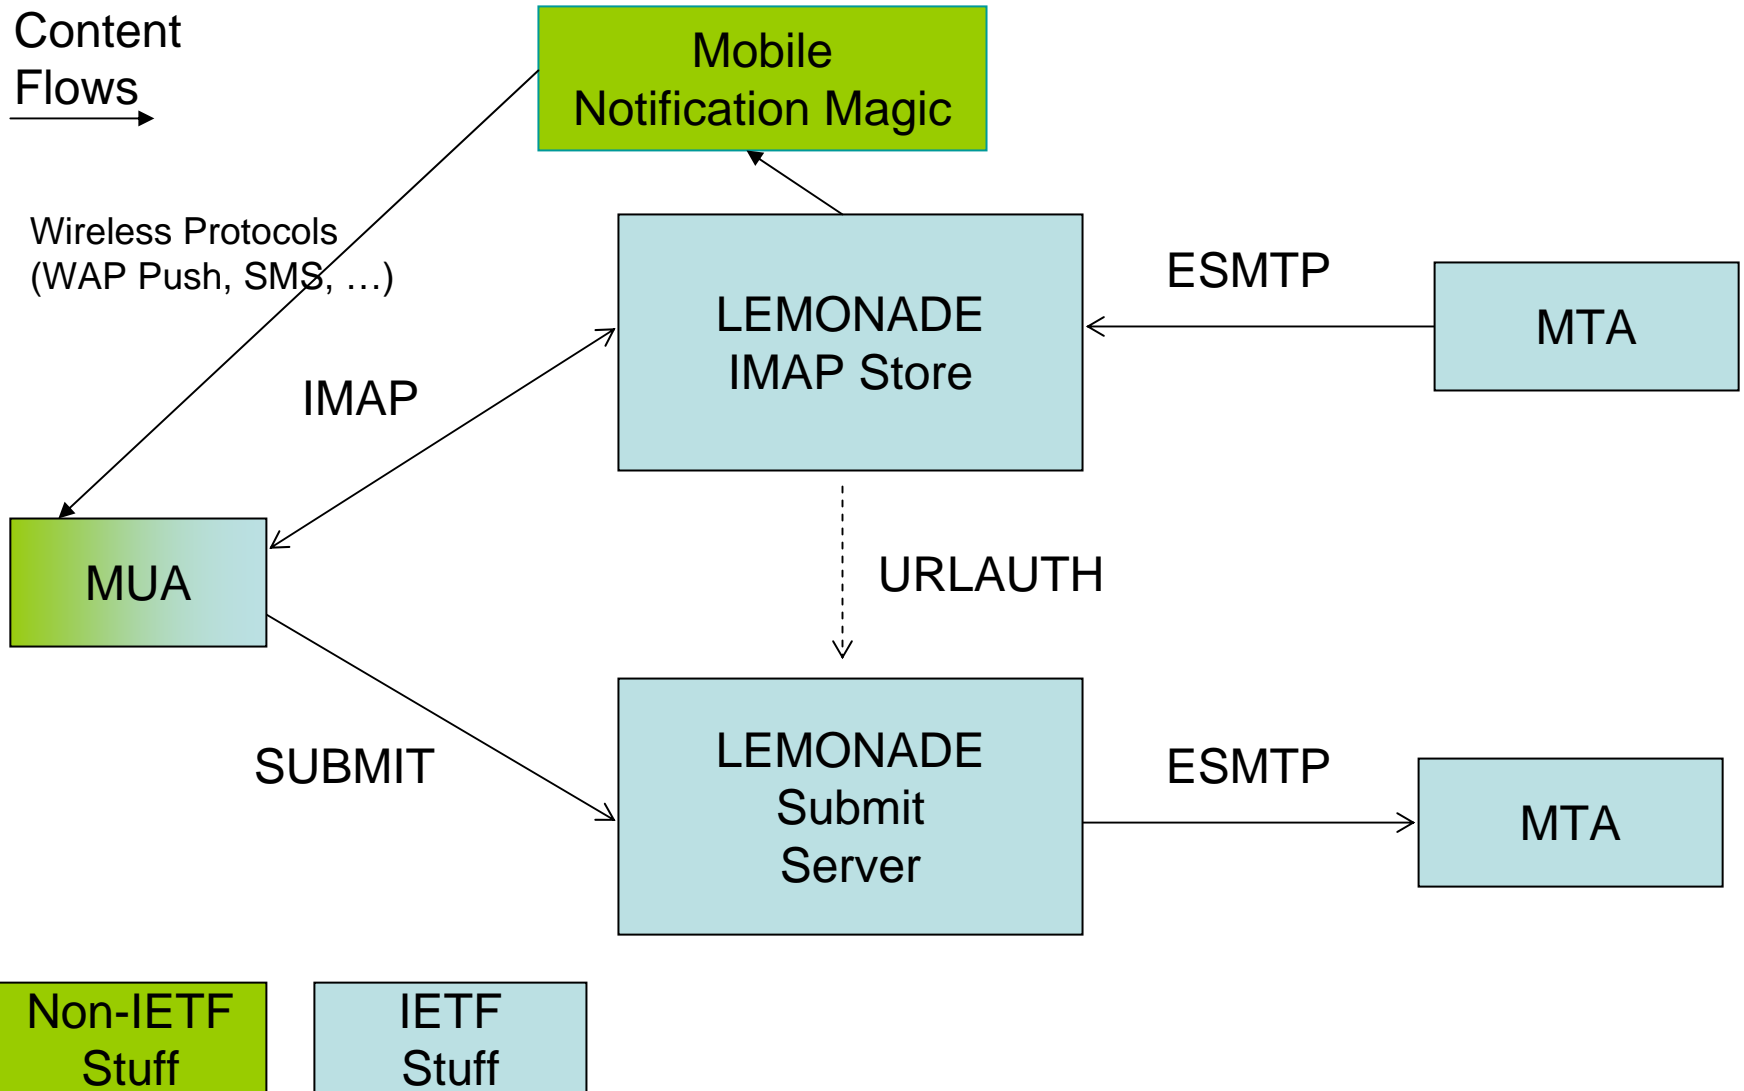 Content
Flows
Mobile
Notification Magic
Wireless Protocols
(WAP Push, SMS, …)
LEMONADE
IMAP Store
ESMTP
MTA
IMAP
MUA
URLAUTH
SUBMIT
LEMONADE
Submit
Server
ESMTP
MTA
Non-IETF
Stuff
IETF
Stuff